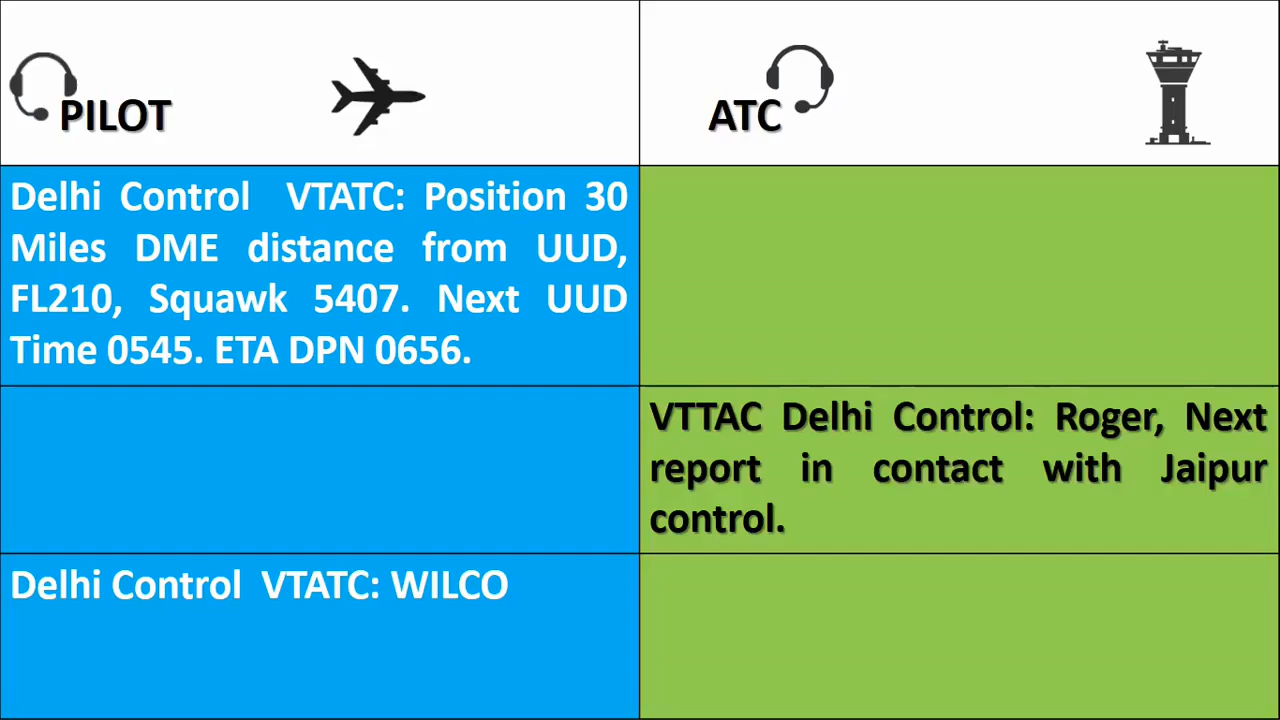 PILOT
ATC
Delhi Control VTATC: Position 30
Miles DME distance from UUD,
FL210, Squawk 5407. Next UUD
Time 0545. ETA DPN 0656.
VTTAC Delhi Control: Roger, Next
report in contact with Jaipur
control.
Delhi Control VTATC: WILCO